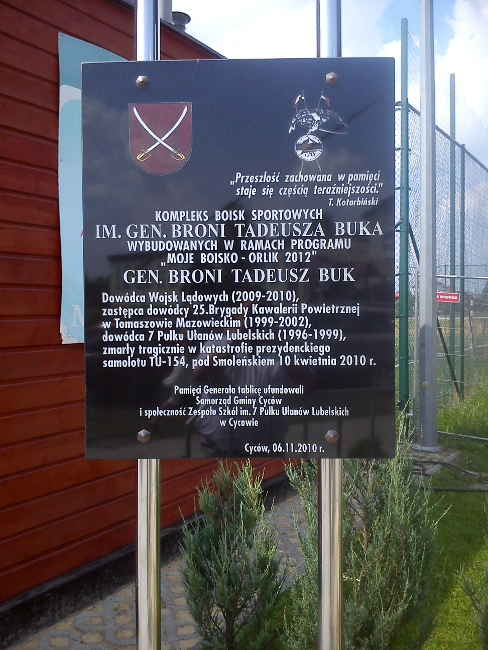 „Przeszłość zachowana w pamięci
staje się częścią teraźniejszości.”
T. Kotarbiński
KOMPLEKS BOISK SPORTOWYCH
IM. GEN. BRONI TADEUSZA BUKA
WYBUDOWANYCH W RAMACH PROGRAMU
„MOJE BOISKO - ORLIK 2012”
GEN. BRONI TADEUSZ BUK
Dowódca Wojsk Lądowych (2009-2010),
zastępca dowódcy 25.Brygady Kawalerii Powietrznej
w Tomaszowie Mazowieckim (1999-2002),
dowódca 7 Pułku Ułanów Lubelskich (1996-1999),
zmarły tragicznie w katastrofie prezydenckiego
samolotu TU-154, pod Smoleńskiem 10 kwietnia 2010 r.
Pamięci Generała tablicę ufundowali
Samorząd Gminy Cyców
i społeczność Zespołu Szkół im. 7 Pułku Ułanów Lubelskich
w Cycowie
Cyców, 06.11.2010 r.